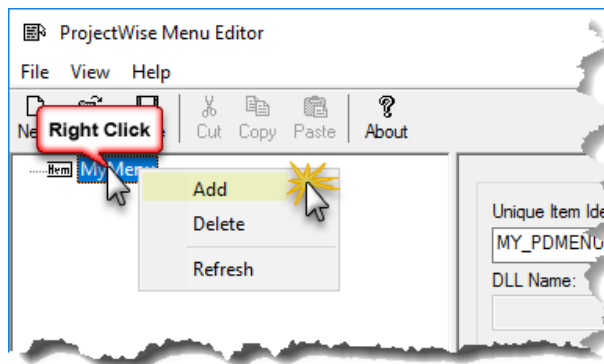 ProjectWise Menu Editor
File View Help
Right Click
Cut Copy Paste About
Item MyMenu
Add
Delete
Refresh
Unique Item Ide
MY_PDMENU
DLL Name: